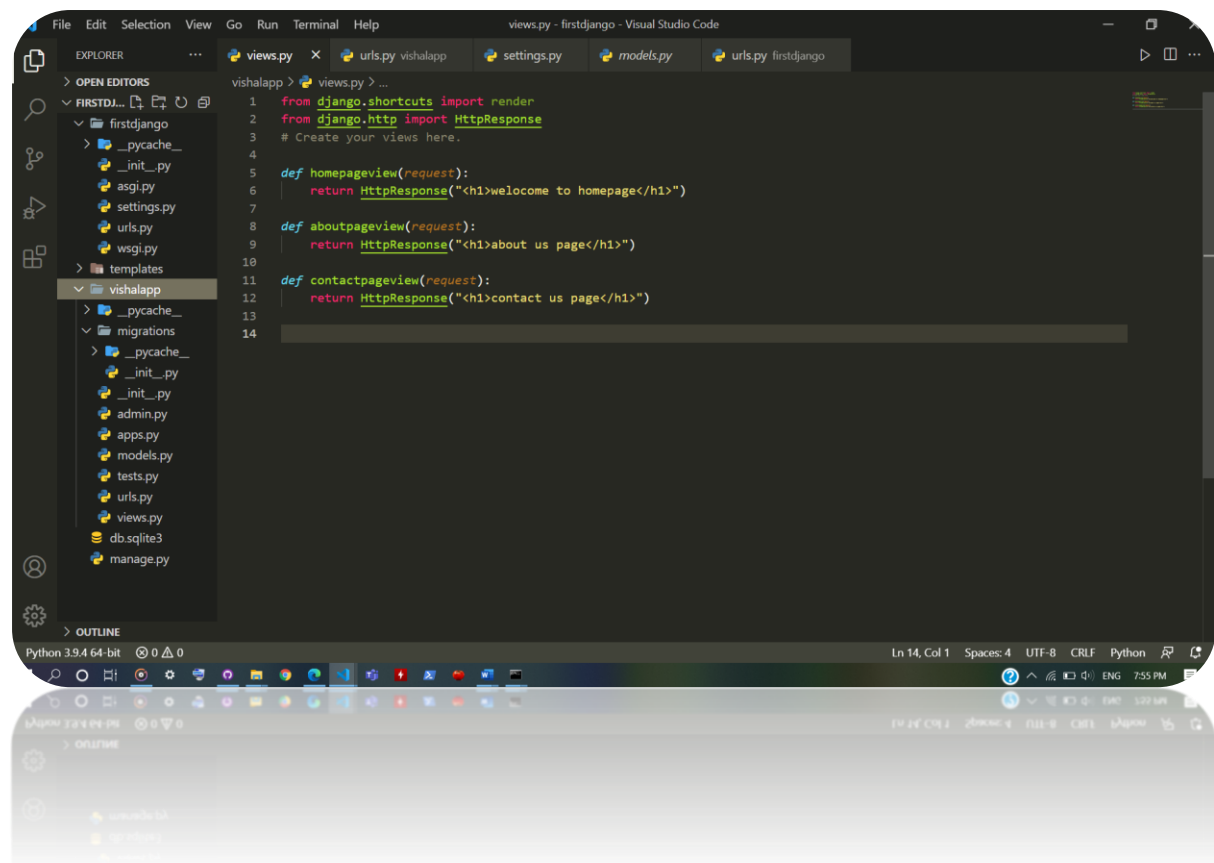 File Edit Selection View Go Run Terminal Help views.py - firstdjango - Visual Studio Code
EXPLORER ...
views.py × urls.py vishalapp settings.py models.py urls.py firstdjango ...
OPEN EDITORS
FIRSTDJ...
firstdjango
__pycache__
__init__.py
asgi.py
settings.py
urls.py
wsgi.py
templates
vishalapp
__pycache__
migrations
__pycache__
__init__.py
__init__.py
admin.py
apps.py
models.py
tests.py
urls.py
views.py
db.sqlite3
manage.py
OUTLINE
vishalapp > views.py > ...
1 from django.shortcuts import render
2 from django.http import HttpResponse
3 # Create your views here.
4
5 def homepageview(request):
6 return HttpResponse("<h1>welocome to homepage</h1>")
7
8 def aboutpageview(request):
9 return HttpResponse("<h1>about us page</h1>")
10
11 def contactpageview(request):
12 return HttpResponse("<h1>contact us page</h1>")
13
14
Python 3.9.4 64-bit 0 0 Ln 14, Col 1 Spaces: 4 UTF-8 CRLF Python
ENG 7:55 PM